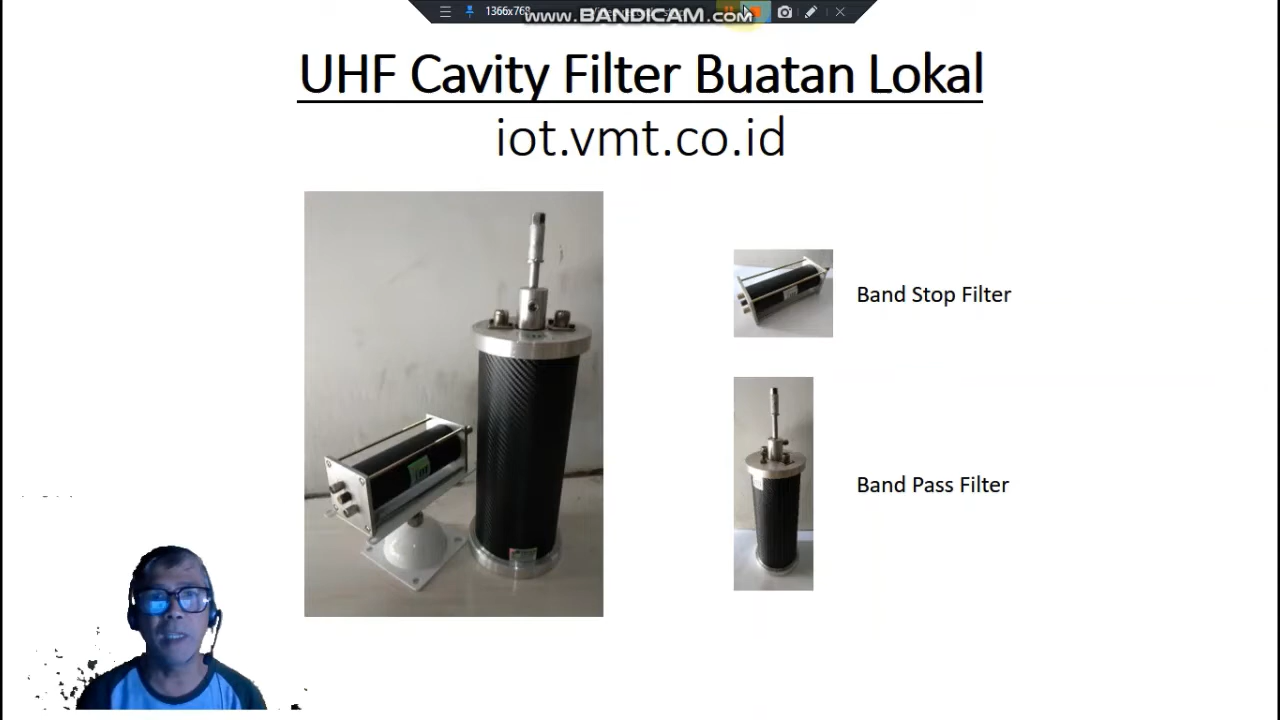 1366x768
www.BANDICAM.com
UHF Cavity Filter Buatan Lokal
iot.vmt.co.id
Band Stop Filter
Band Pass Filter